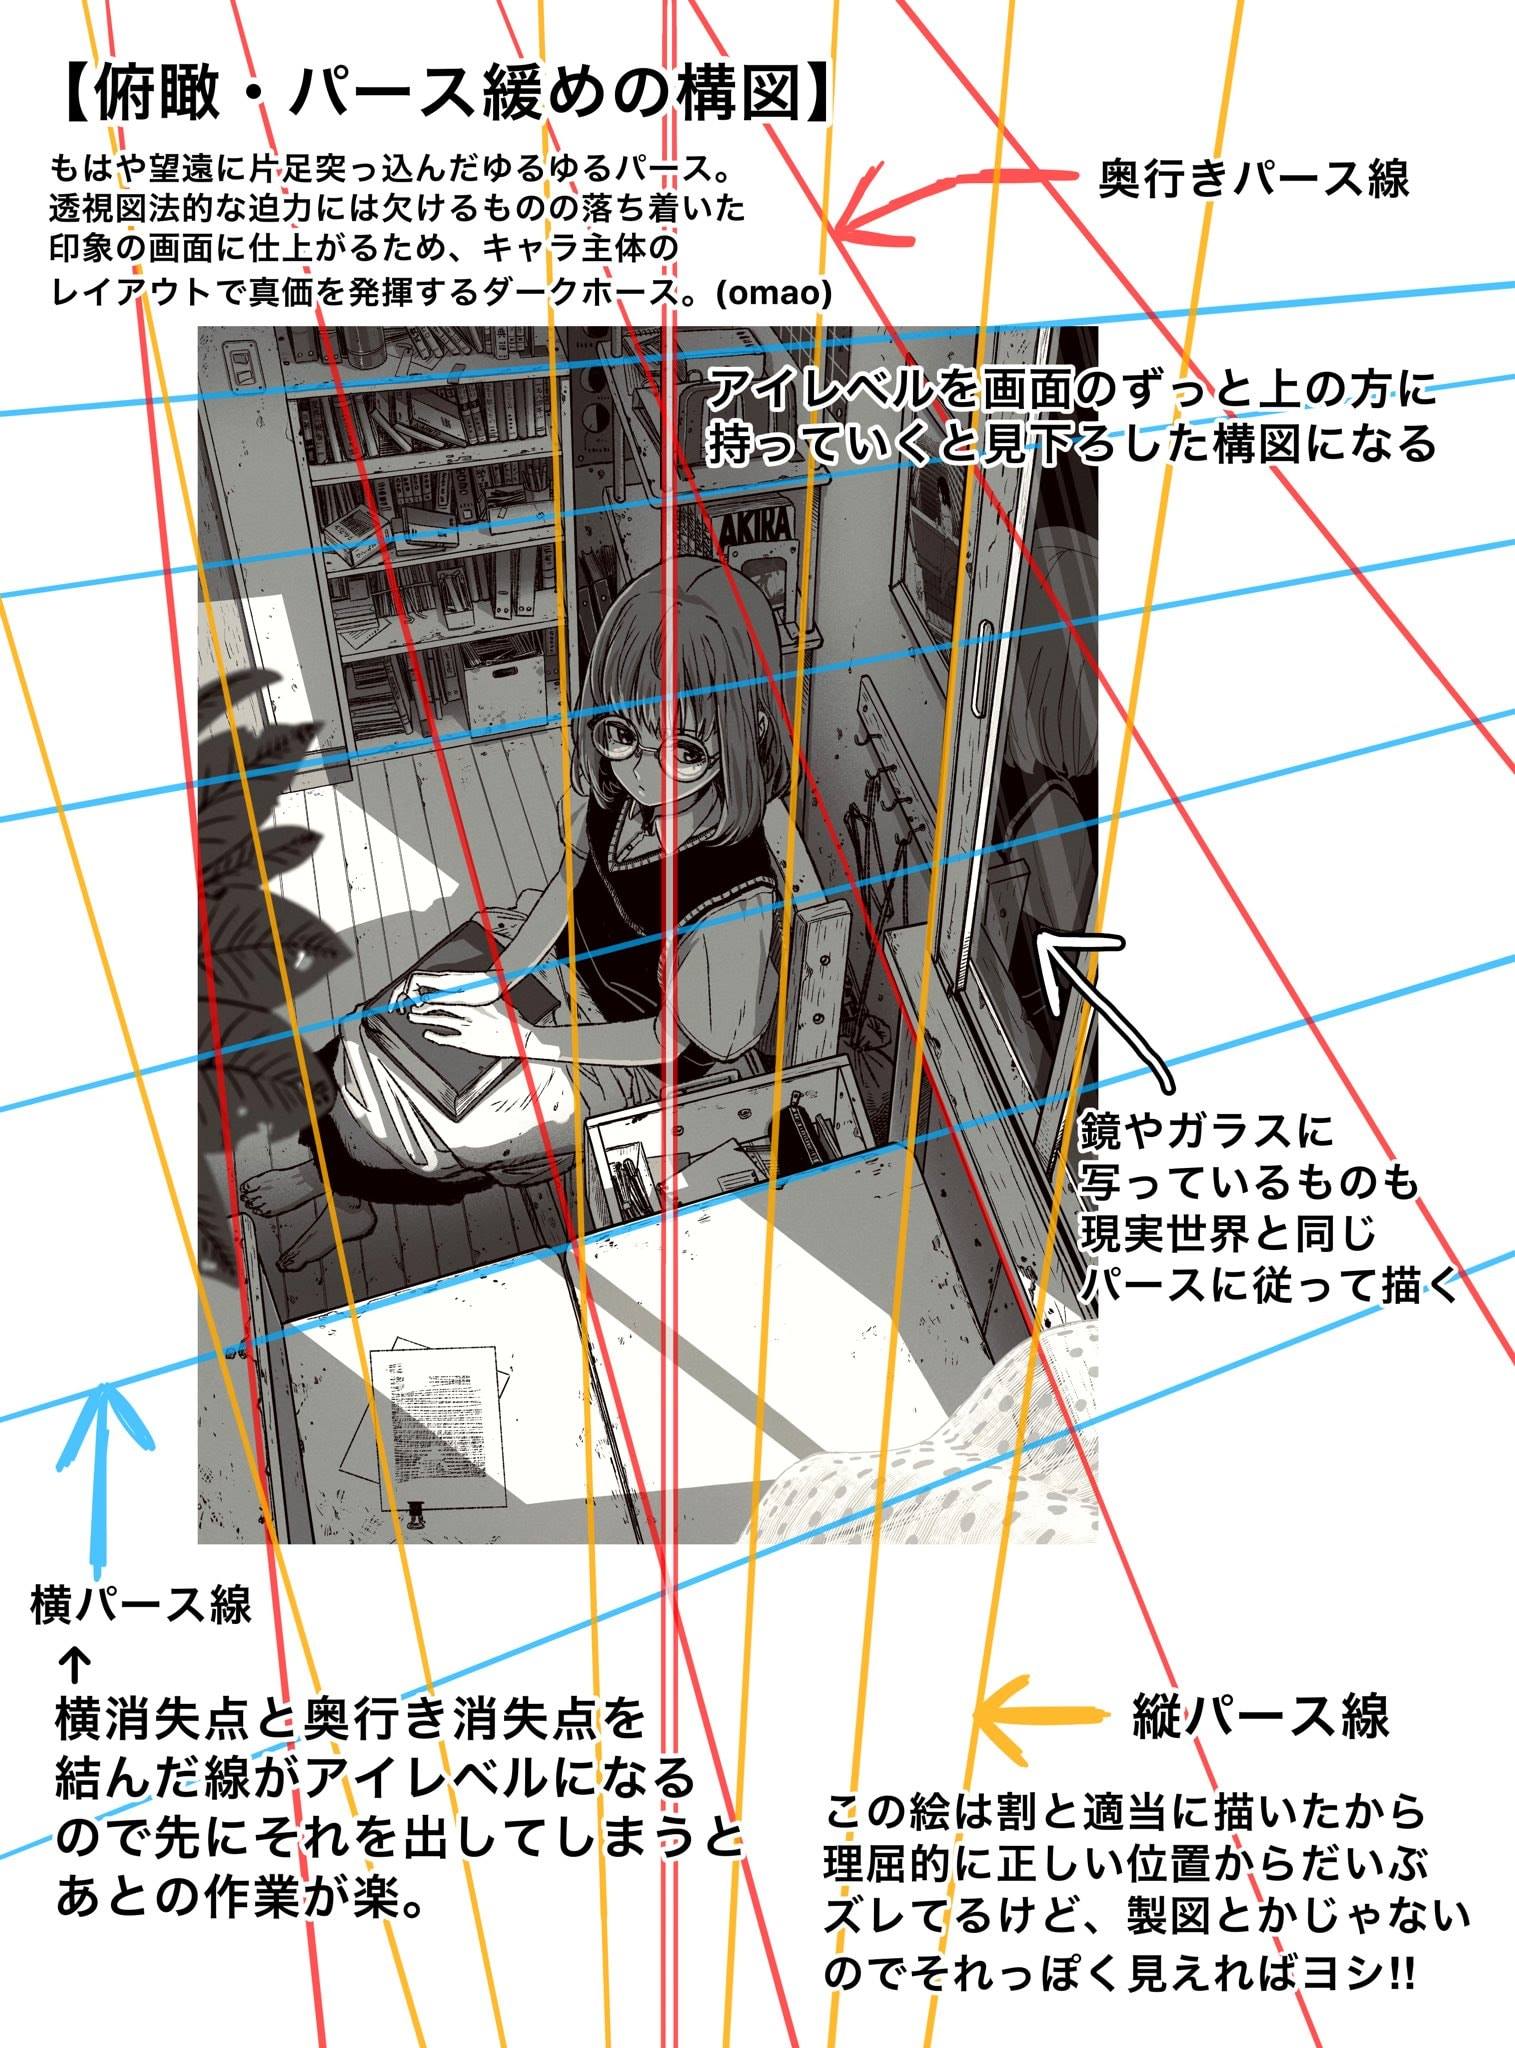 【俯瞰・パース緩めの構図】
もはや望遠に片足突っ込んだゆるゆるパース。
透視図法的な迫力には欠けるものの落ち着いた
印象の画面に仕上がるため、キャラ主体の
レイアウトで真価を発揮するダークホース。(omao)
奥行きパース線
アイレベルを画面のずっと上の方に
持っていくと見下ろした構図になる
AKIRA
鏡やガラスに
写っているものも
現実世界と同じ
パースに従って描く
横パース線
↑
横消失点と奥行き消失点を
結んだ線がアイレベルになる
ので先にそれを出してしまうと
あとの作業が楽。
縦パース線
この絵は割と適当に描いたから
理屈的に正しい位置からだいぶ
ズレてるけど、製図とかじゃない
のでそれっぽく見えればヨシ!!